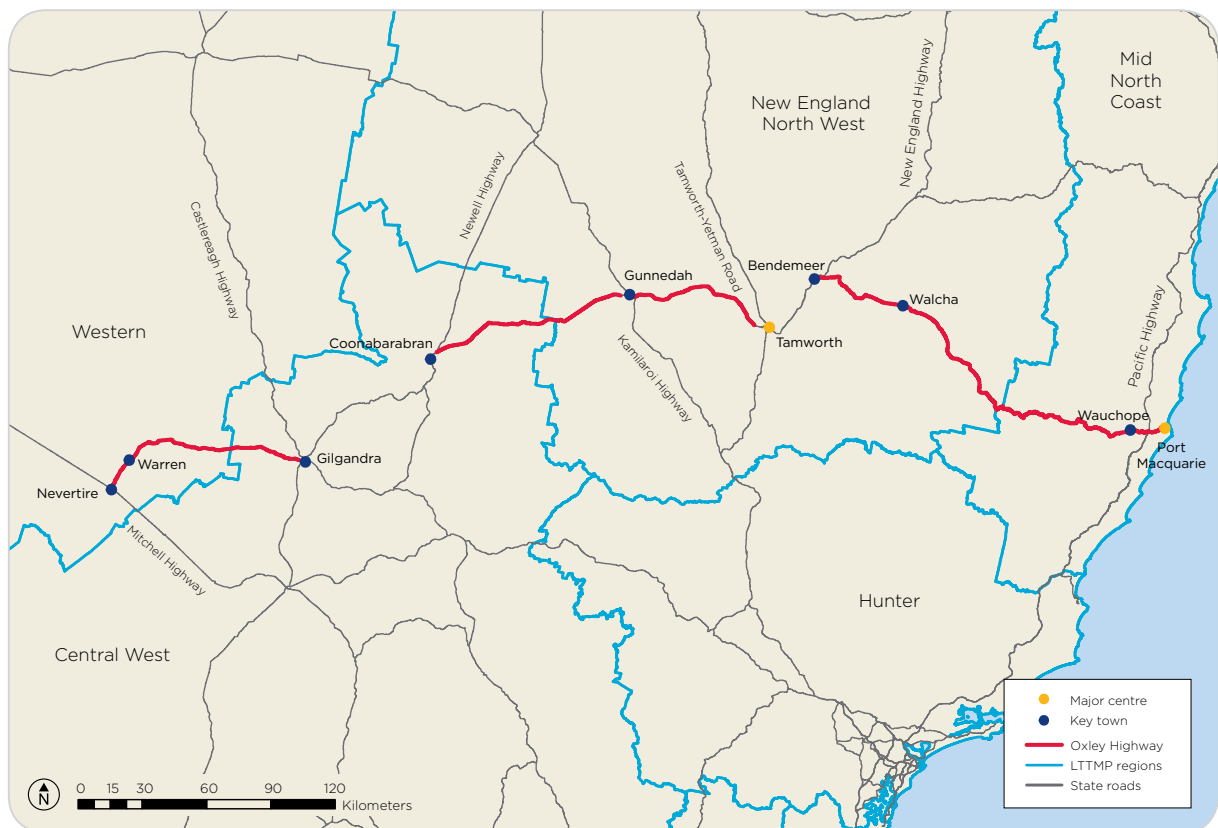 Mid
North
Coast
New England
North West
New England Highway
Newell Highway
Tamworth-Yetman Road
Castlereagh Highway
Bendemeer
Gunnedah
Walcha
Western
Coonabarabran
Tamworth
Kamilaroi Highway
Pacific Highway
Wauchope
Port
Macquarie
Gilgandra
Warren
Nevertire
Mitchell Highway
Hunter
Central West
Major centre
Key town
Oxley Highway
LTTMP regions
State roads
N
0 15 30 60 90 120
Kilometers